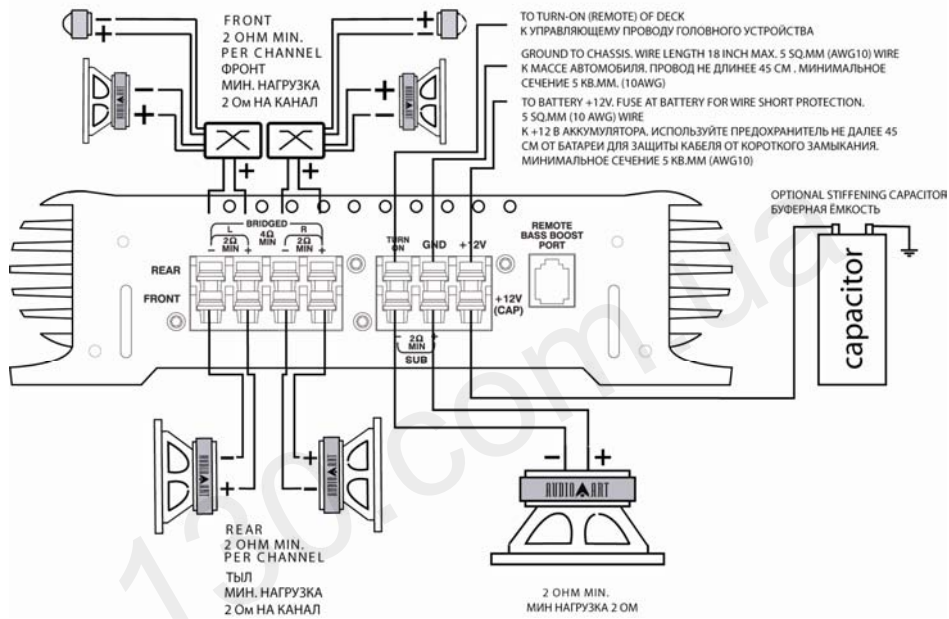 FRONT
2 OHM MIN.
PER CHANNEL
ФРОНТ
МИН. НАГРУЗКА
2 Ом НА КАНАЛ
TO TURN-ON (REMOTE) OF DECK
К УПРАВЛЯЮЩЕМУ ПРОВОДУ ГОЛОВНОГО УСТРОЙСТВА
GROUND TO CHASSIS. WIRE LENGTH 18 INCH MAX. 5 SQ.MM (AWG10) WIRE
К МАССЕ АВТОМОБИЛЯ. ПРОВОД НЕ ДЛИНЕЕ 45 СМ . МИНИМАЛЬНОЕ
СЕЧЕНИЕ 5 КВ.ММ. (10AWG)
TO BATTERY +12V. FUSE AT BATTERY FOR WIRE SHORT PROTECTION.
5 SQ.MM (10 AWG) WIRE
К +12 В АККУМУЛЯТОРА. ИСПОЛЬЗУЙТЕ ПРЕДОХРАНИТЕЛЬ НЕ ДАЛЕЕ 45
СМ ОТ БАТАРЕИ ДЛЯ ЗАЩИТЫ КАБЕЛЯ ОТ КОРОТКОГО ЗАМЫКАНИЯ.
МИНИМАЛЬНОЕ СЕЧЕНИЕ 5 КВ.ММ (AWG10)
OPTIONAL STIFFENING CAPACITOR
БУФЕРНАЯ ЁМКОСТЬ
capacitor
BRIDGED
L 4Ω R
2Ω MIN 2Ω
- MIN + - MIN +
REAR
FRONT
TURN
ON
GND
+12V
REMOTE
BASS BOOST
PORT
+12V
(CAP)
- 2Ω +
MIN
SUB
AUDIO ART
REAR
2 OHM MIN.
PER CHANNEL
ТЫЛ
МИН. НАГРУЗКА
2 Ом НА КАНАЛ
2 OHM MIN.
МИН НАГРУЗКА 2 ОМ
130.com.ua